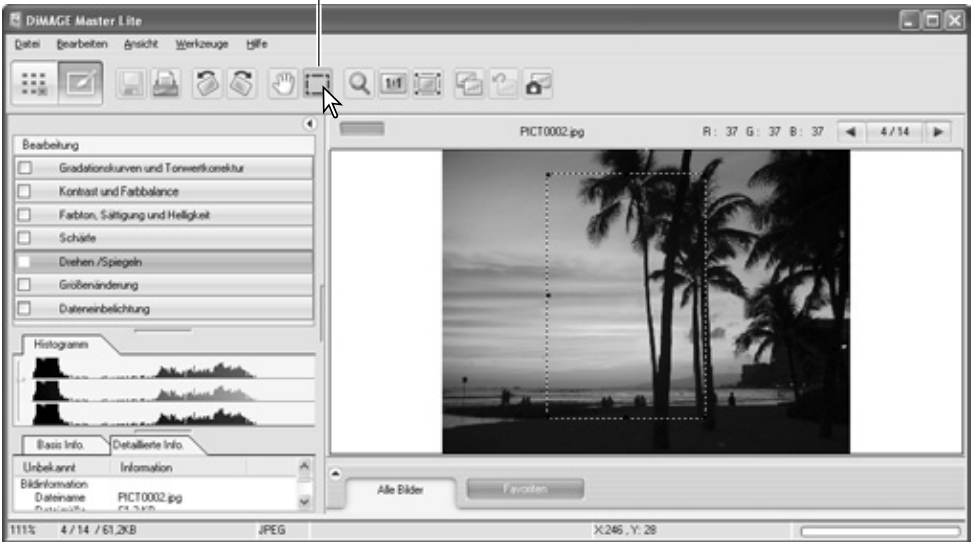 DiMAGE Master Lite
Datei Bearbeiten Ansicht Werkzeuge Hilfe
1:1
PICT0002.jpg R: 37 G: 37 B: 37 4/14
Bearbeitung
Gradationskurven und Tonwertkorrektur
Kontrast und Farbbalance
Farbton, Sättigung und Helligkeit
Schärfe
Drehen /Spiegeln
Größenänderung
Dateneinbelichtung
Histogramm
Basis Info. Detaillierte Info.
Unbekannt Information
Bildinformation
Dateiname PICT0002.jpg
Alle Bilder Favoriten
111% 4/14 /61,2KB JPEG X:246 , Y: 28